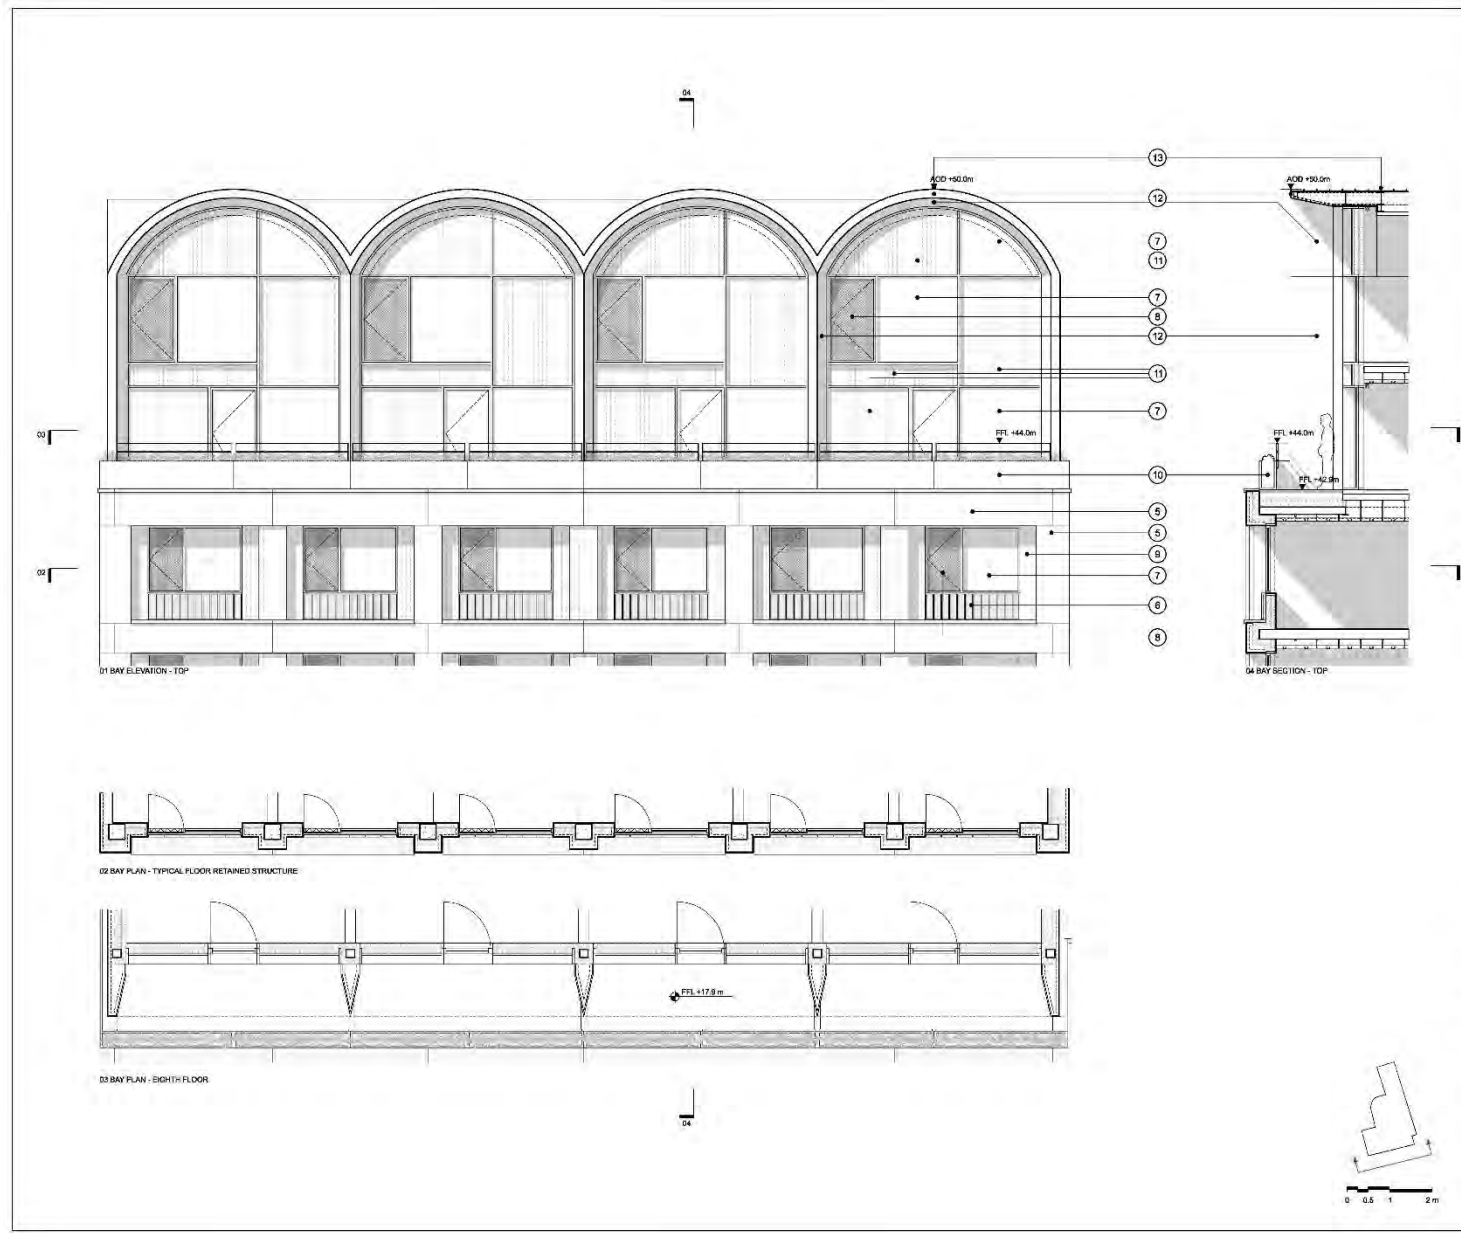 04
13
AOD +50.0m
AOD +50.0m
12
7
11
7
8
12
11
7
03
FFL +44.0m
FFL +44.0m
10
FFL +42.9m
5
5
9
02
7
6
8
01 BAY ELEVATION - TOP
04 BAY SECTION - TOP
02 BAY PLAN - TYPICAL FLOOR RETAINED STRUCTURE
FFL +17.9 m
03 BAY PLAN - EIGHTH FLOOR
04
0 0.5 1 2 m